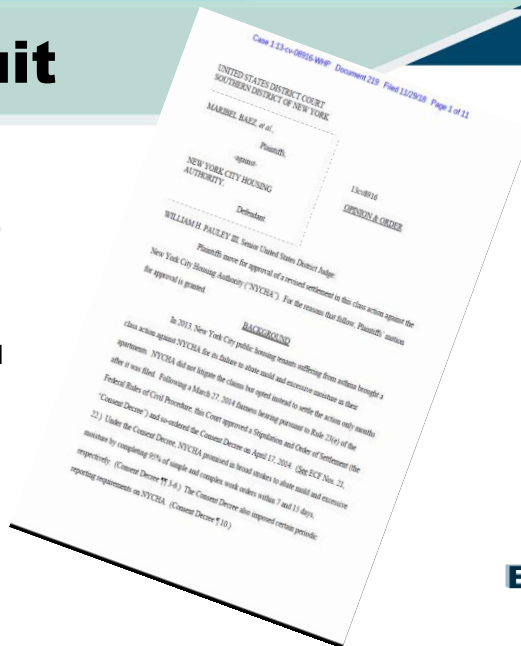 uit
Case 1:13-cv-08916-WHP Document 219 Filed 11/29/18 Page 1 of 11
UNITED STATES DISTRICT COURT
SOUTHERN DISTRICT OF NEW YORK
MARIBEL BAEZ, et al.,
Plaintiffs,
-against-
NEW YORK CITY HOUSING
AUTHORITY,
Defendant.
13cv8916
OPINION & ORDER
WILLIAM H. PAULEY III, Senior United States District Judge:
Plaintiffs move for approval of a revised settlement in this class action against the
New York City Housing Authority ("NYCHA"). For the reasons that follow, Plaintiffs' motion
for approval is granted.
BACKGROUND
In 2013, New York City public housing tenants suffering from asthma brought a
class action against NYCHA for its failure to abate mold and excessive moisture in their
apartments. NYCHA did not litigate the claims but opted instead to settle the action only months
after it was filed. Following a March 27, 2014 fairness hearing pursuant to Rule 23(e) of the
Federal Rules of Civil Procedure, this Court approved a Stipulation and Order of Settlement (the
"Consent Decree") and so-ordered the Consent Decree on April 17, 2014. (See ECF Nos. 21,
22.) Under the Consent Decree, NYCHA promised in broad strokes to abate mold and excessive
moisture by completing 95% of simple and complex work orders within 7 and 15 days,
respectively. (Consent Decree ¶¶ 3-6.) The Consent Decree also imposed certain periodic
reporting requirements on NYCHA. (Consent Decree ¶ 10.)